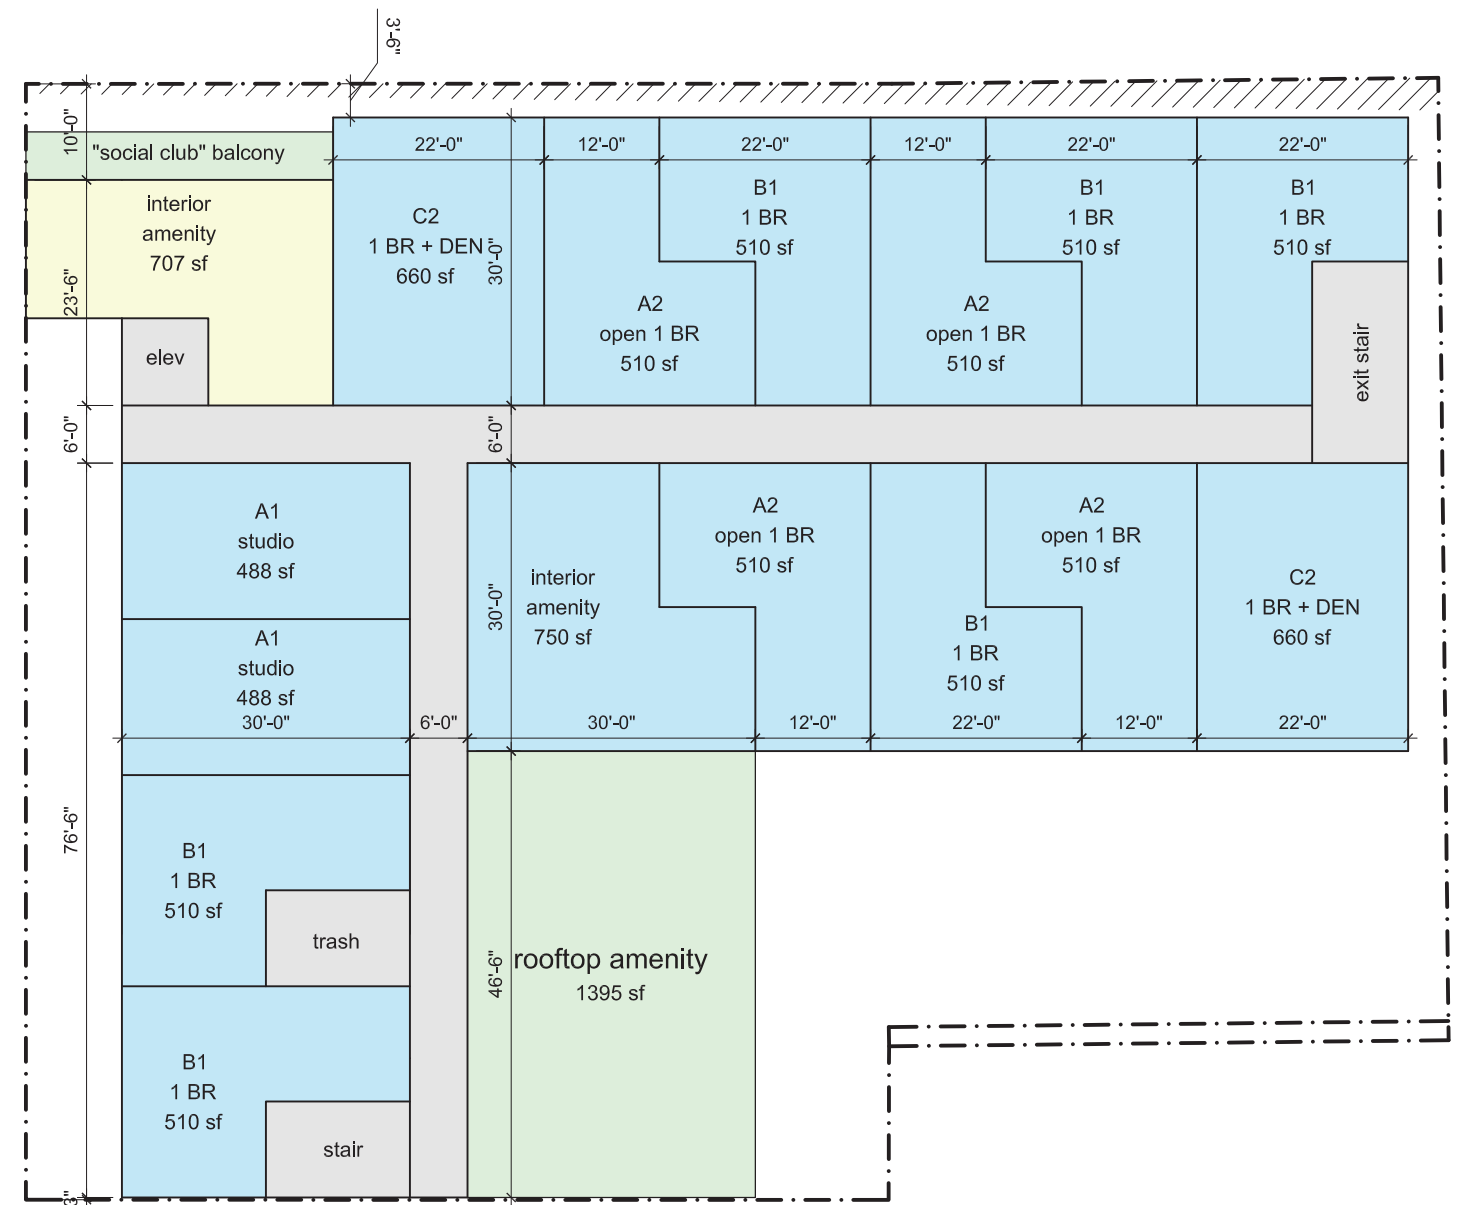 3'-6"
10'-0"
"social club" balcony
22'-0"
12'-0"
22'-0"
12'-0"
22'-0"
22'-0"
interior
amenity
707 sf
23'-6"
C2
1 BR + DEN
660 sf
30'-0"
B1
1 BR
510 sf
B1
1 BR
510 sf
B1
1 BR
510 sf
A2
open 1 BR
510 sf
A2
open 1 BR
510 sf
elev
exit stair
6'-0"
6'-0"
A1
studio
488 sf
A1
studio
488 sf
interior
amenity
750 sf
30'-0"
A2
open 1 BR
510 sf
A2
open 1 BR
510 sf
B1
1 BR
510 sf
C2
1 BR + DEN
660 sf
30'-0"
6'-0"
30'-0"
12'-0"
22'-0"
12'-0"
22'-0"
76'-6"
B1
1 BR
510 sf
trash
46'-6"
rooftop amenity
1395 sf
B1
1 BR
510 sf
stair
3"